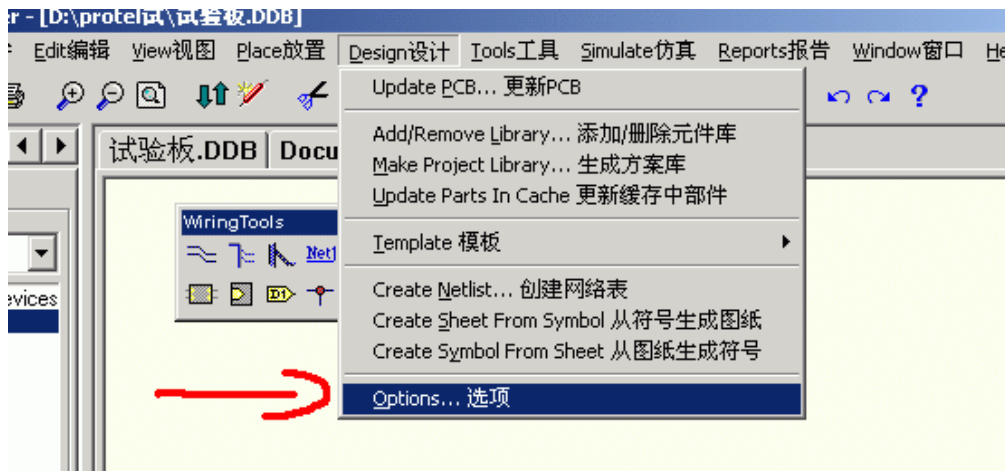 er - [D:\protel试\试验板.DDB]
Edit编辑 View视图 Place放置 Design设计 Tools工具 Simulate仿真 Reports报告 Window窗口 He
Update PCB... 更新PCB
试验板.DDB Docu
Add/Remove Library... 添加/删除元件库
Make Project Library... 生成方案库
Update Parts In Cache 更新缓存中部件
WiringTools
Template 模板
Net1
evices
D1
Create Netlist... 创建网络表
Create Sheet From Symbol 从符号生成图纸
Create Symbol From Sheet 从图纸生成符号
Options... 选项